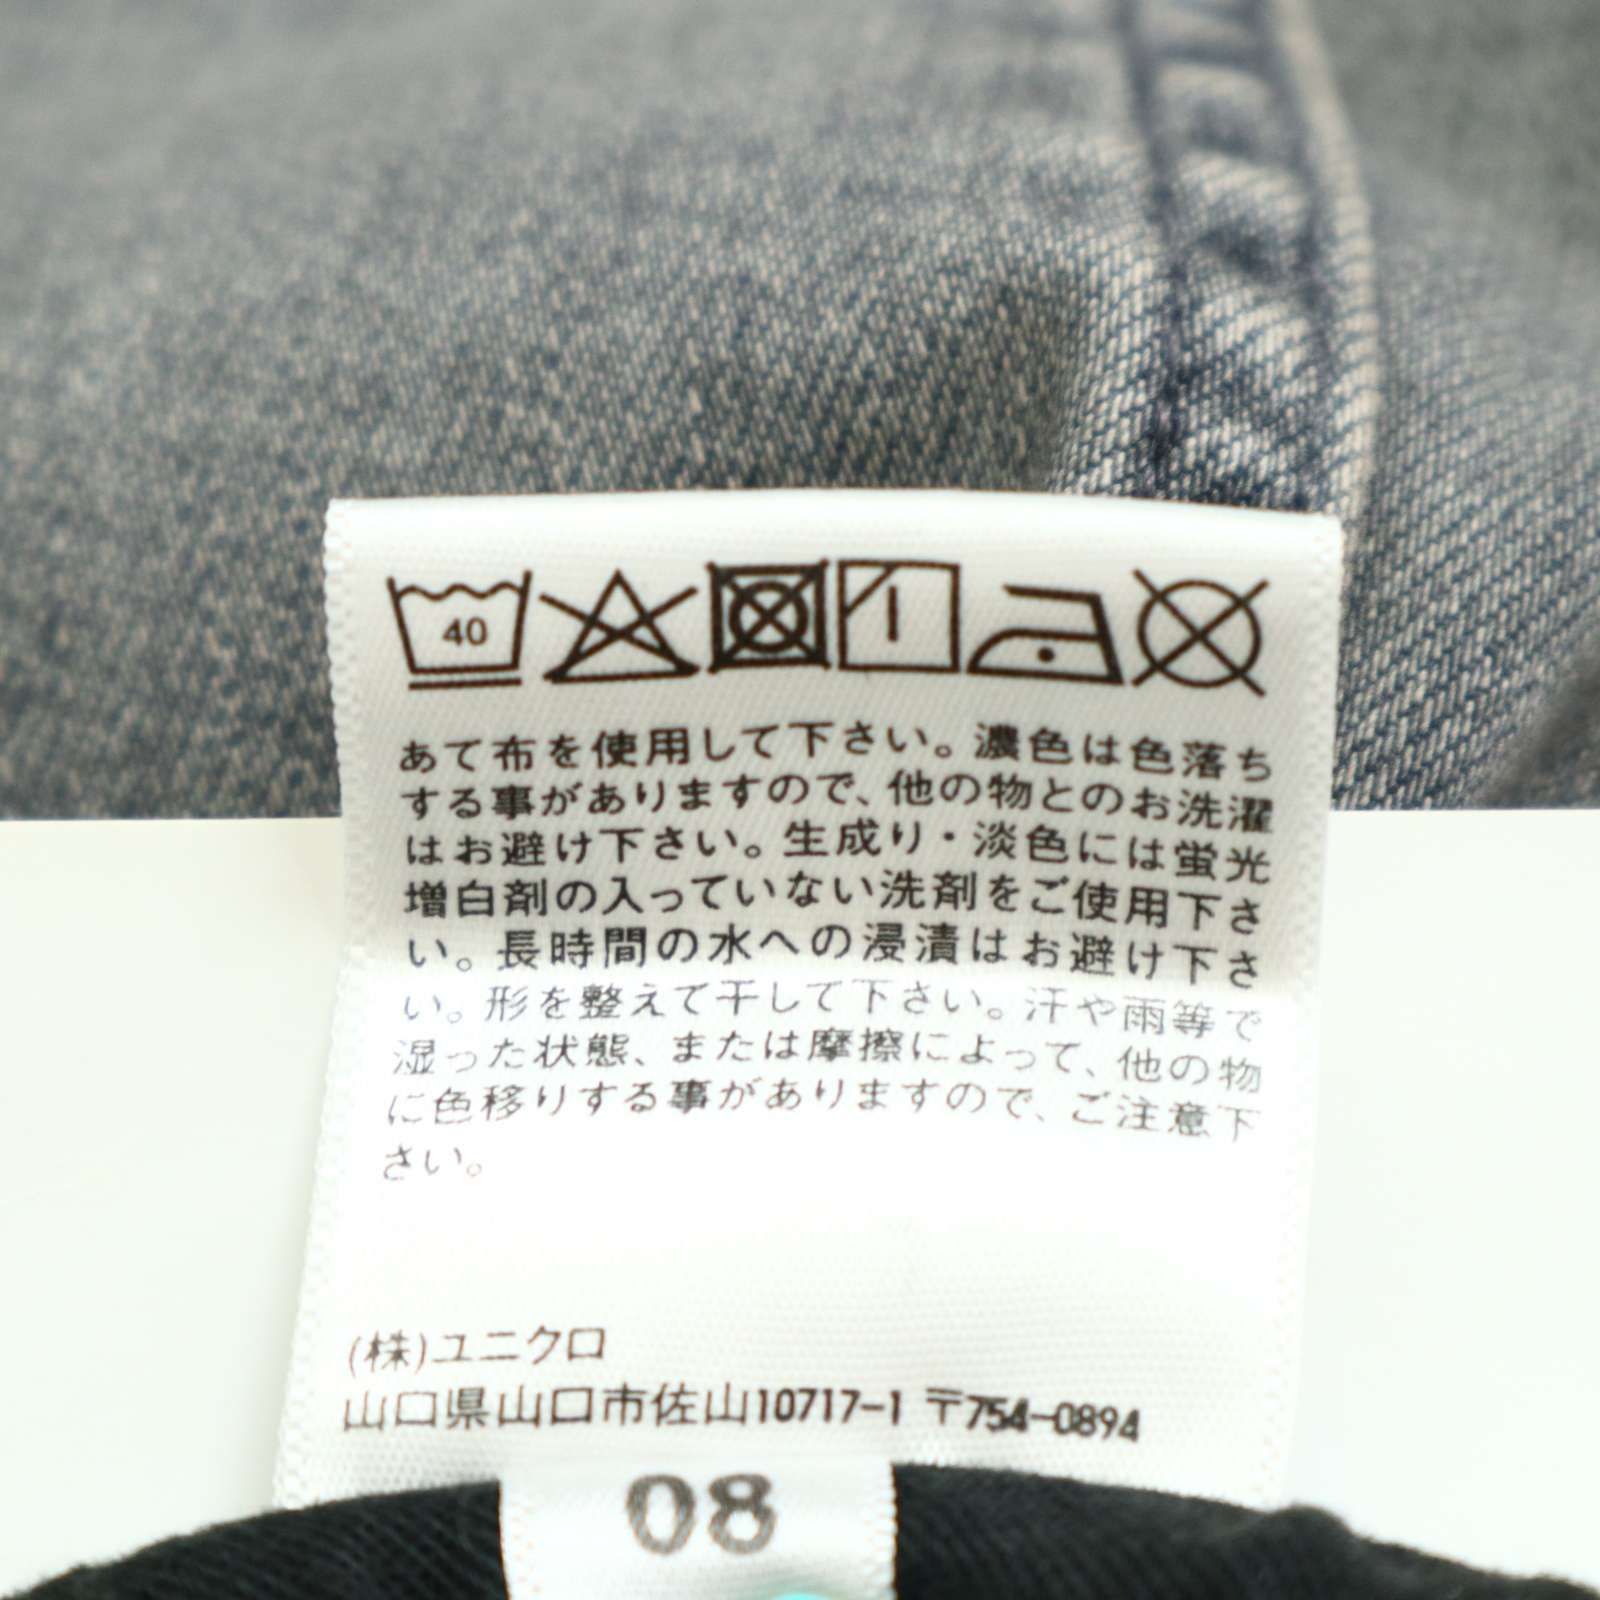 40
あて布を使用して下さい。濃色は色落ち
する事がありますので、他の物とのお洗濯
はお避け下さい。生成り・淡色には蛍光
増白剤の入っていない洗剤をご使用下さ
い。長時間の水への浸漬はお避け下さ
い。形を整えて干して下さい。汗や雨等で
湿った状態、または摩擦によって、他の物
に色移りする事がありますので、ご注意下
さい。
(株)ユニクロ
山口県山口市佐山10717-1 〒754-0894
08